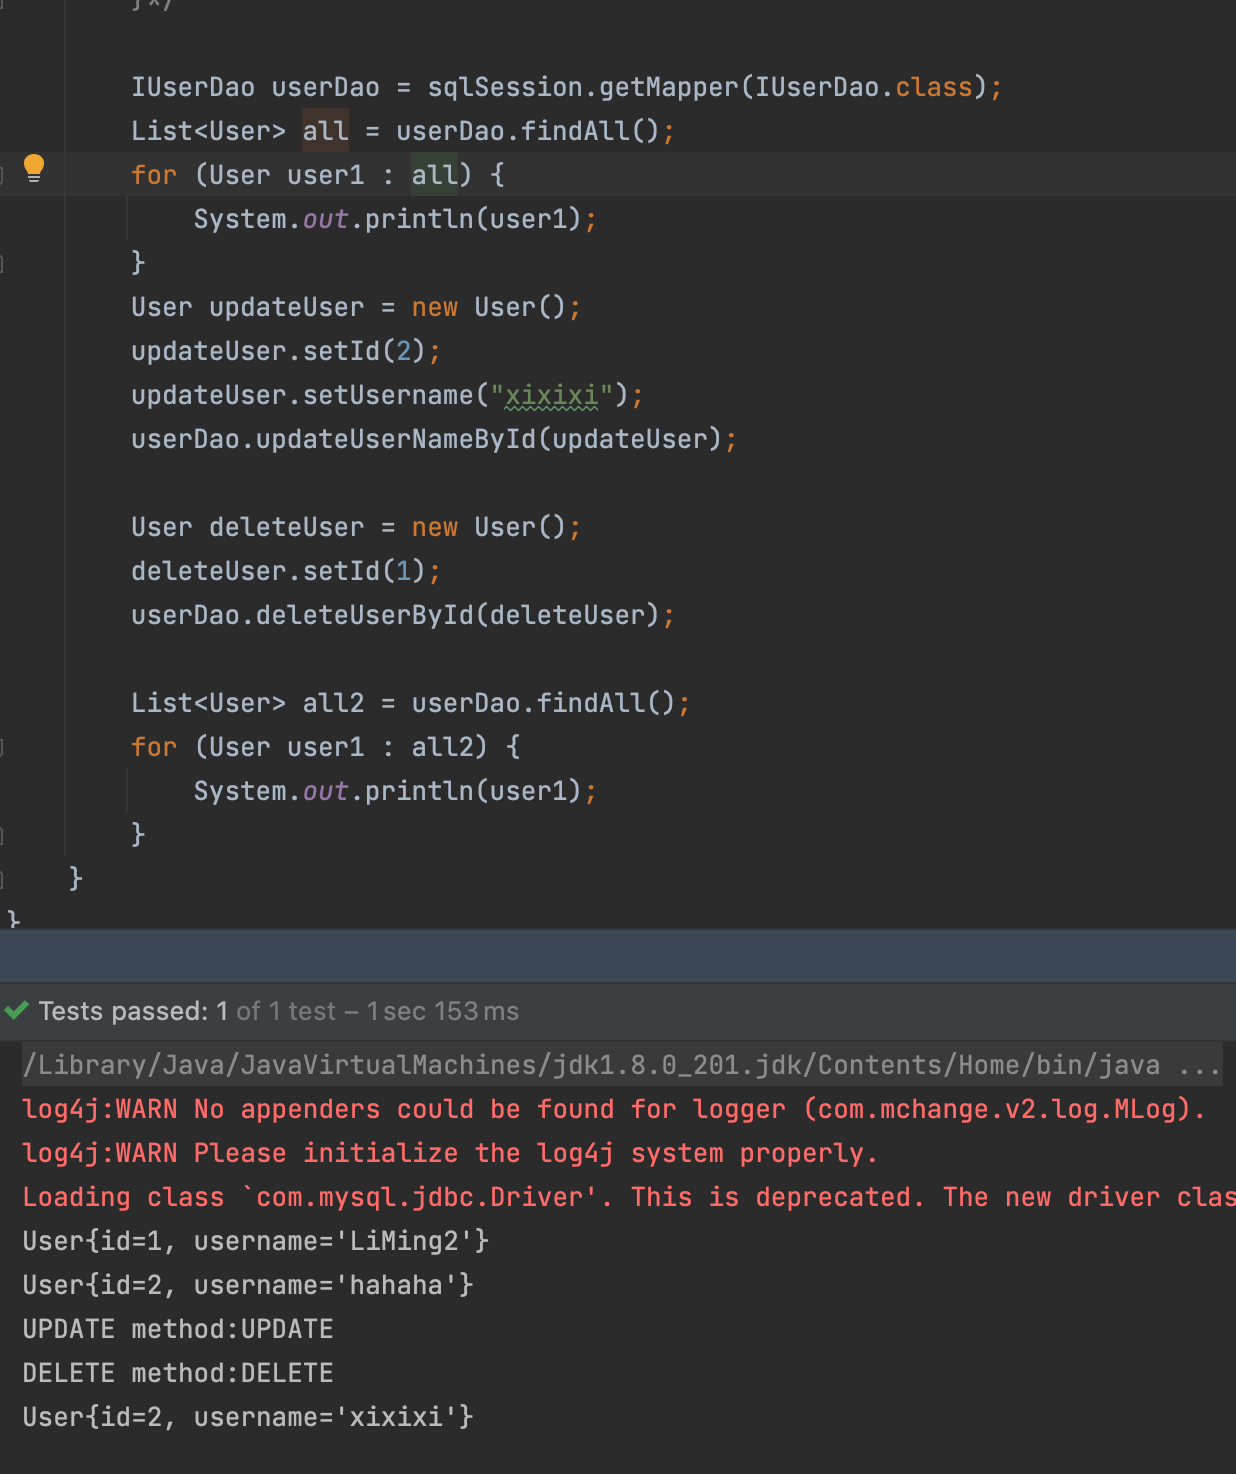 }*/
IUserDao userDao = sqlSession.getMapper(IUserDao.class);
List<User> all = userDao.findAll();
for (User user1 : all) {
System.out.println(user1);
}
User updateUser = new User();
updateUser.setId(2);
updateUser.setUsername("xixixi");
userDao.updateUserNameById(updateUser);
User deleteUser = new User();
deleteUser.setId(1);
userDao.deleteUserById(deleteUser);
List<User> all2 = userDao.findAll();
for (User user1 : all2) {
System.out.println(user1);
}
}
}
Tests passed: 1 of 1 test – 1 sec 153 ms
/Library/Java/JavaVirtualMachines/jdk1.8.0_201.jdk/Contents/Home/bin/java ...
log4j:WARN No appenders could be found for logger (com.mchange.v2.log.MLog).
log4j:WARN Please initialize the log4j system properly.
Loading class `com.mysql.jdbc.Driver'. This is deprecated. The new driver clas
User{id=1, username='LiMing2'}
User{id=2, username='hahaha'}
UPDATE method:UPDATE
DELETE method:DELETE
User{id=2, username='xixixi'}